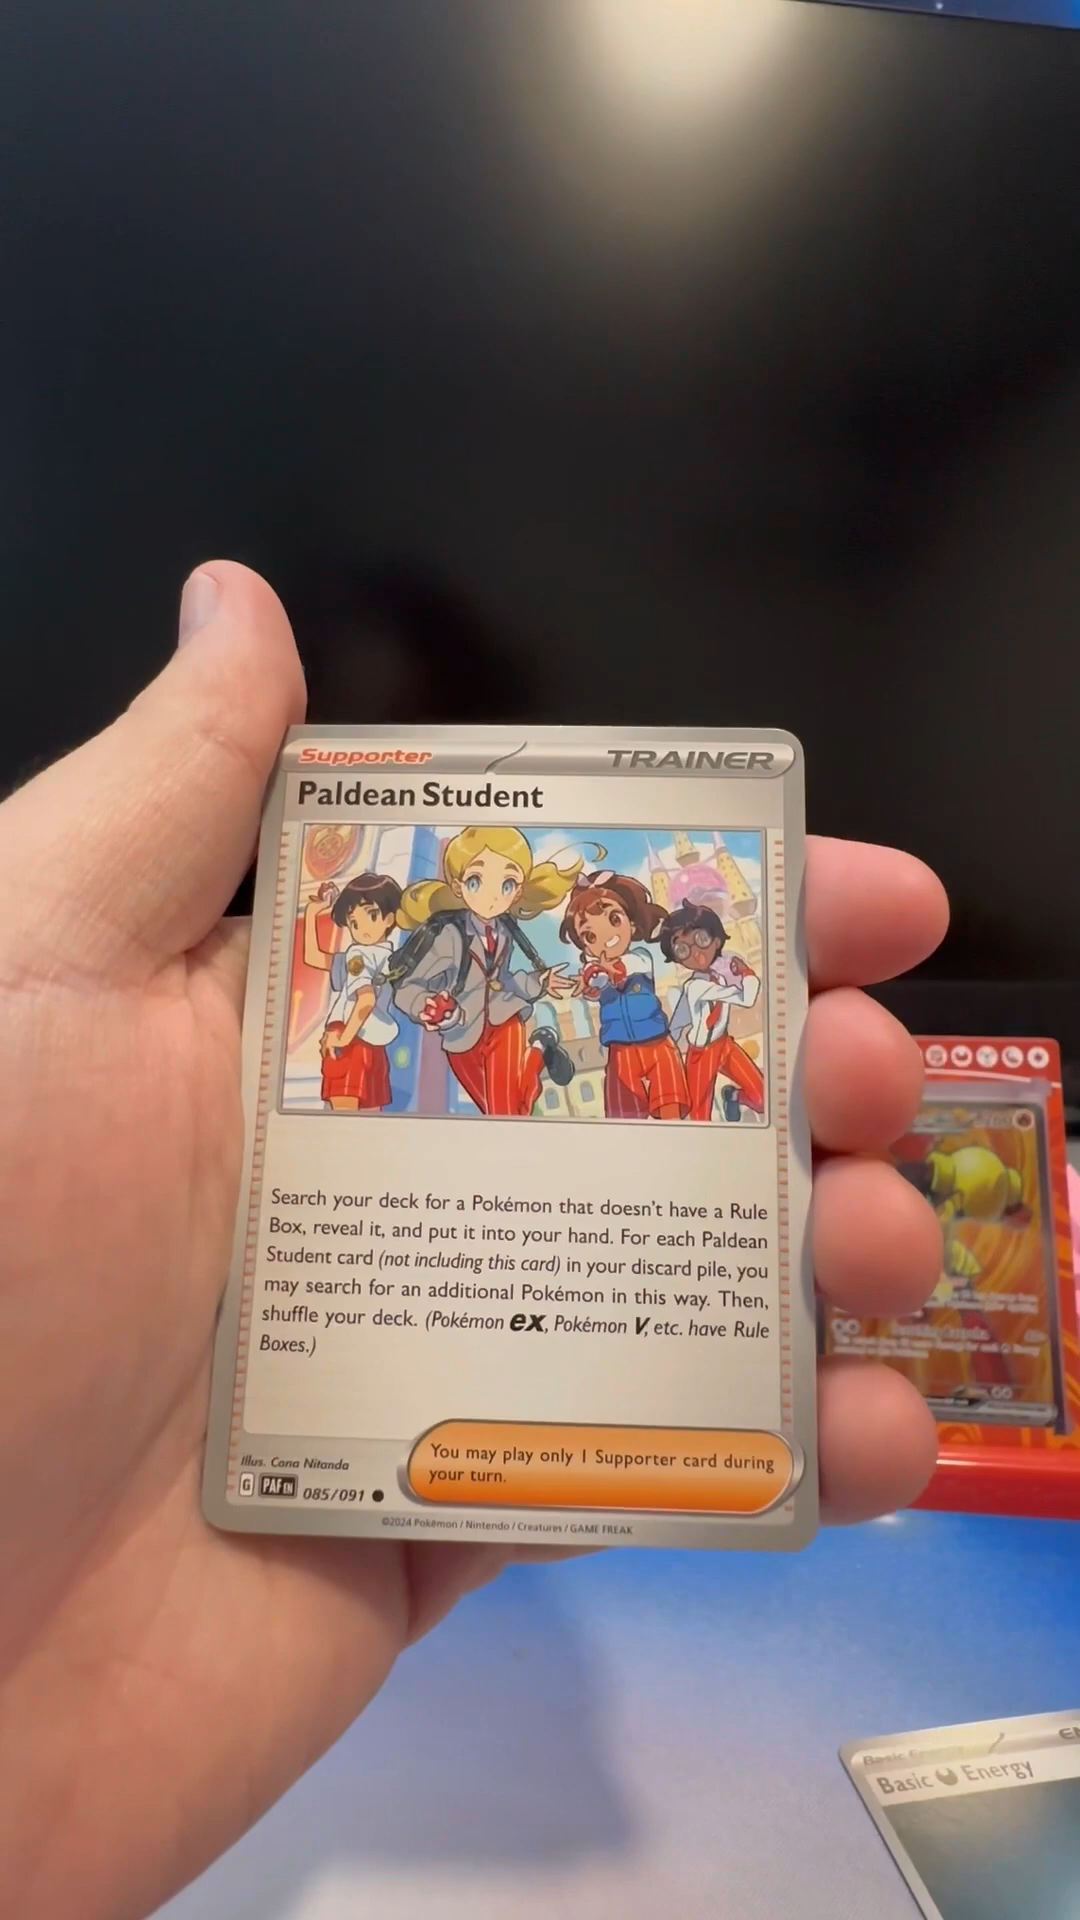 Supporter
TRAINER
Paldean Student
Search your deck for a Pokémon that doesn't have a Rule
Box, reveal it, and put it into your hand. For each Paldean
Student card (not including this card) in your discard pile, you
may search for an additional Pokémon in this way. Then,
shuffle your deck. (Pokémon ex, Pokémon V, etc. have Rule
Boxes.)
You may play only 1 Supporter card during
your turn.
Illus. Cona Nitanda
G PAF EN 085/091
©2024 Pokémon / Nintendo / Creatures / GAME FREAK
Basic Energy
Basic Energy